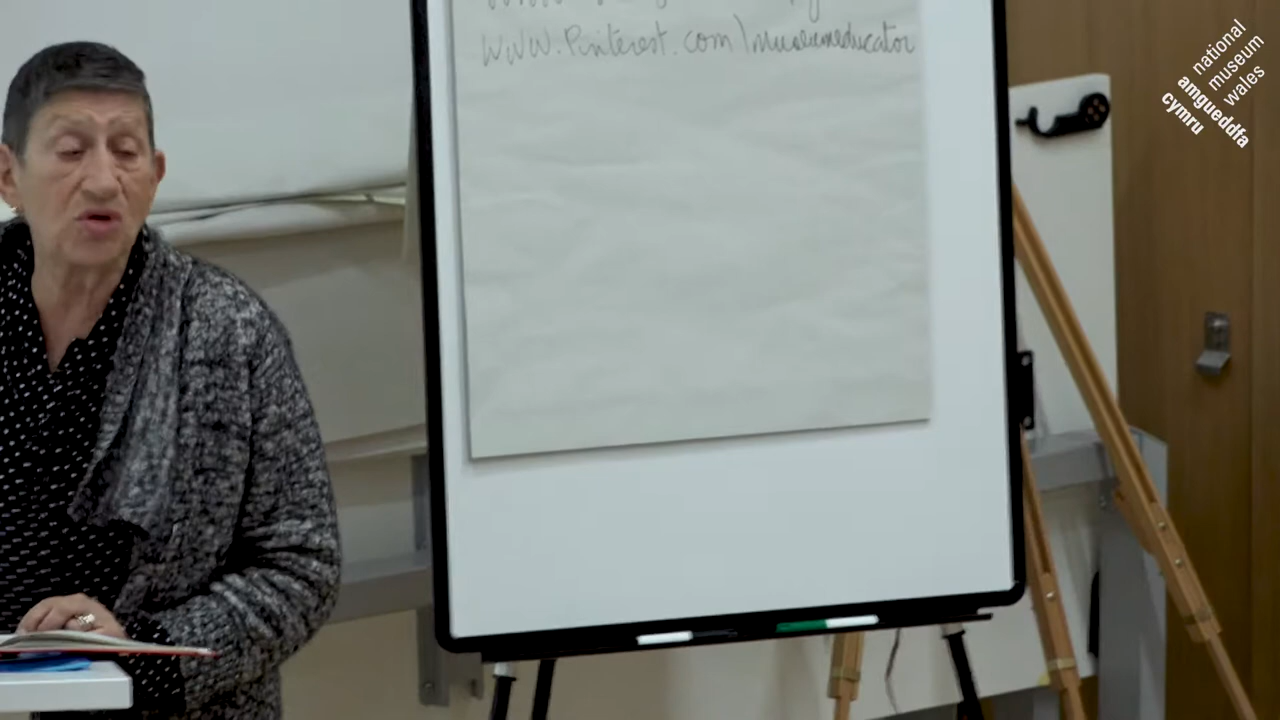 www.Pinterest.com\museumeducator
national
museum
wales
amgueddfa
cymru